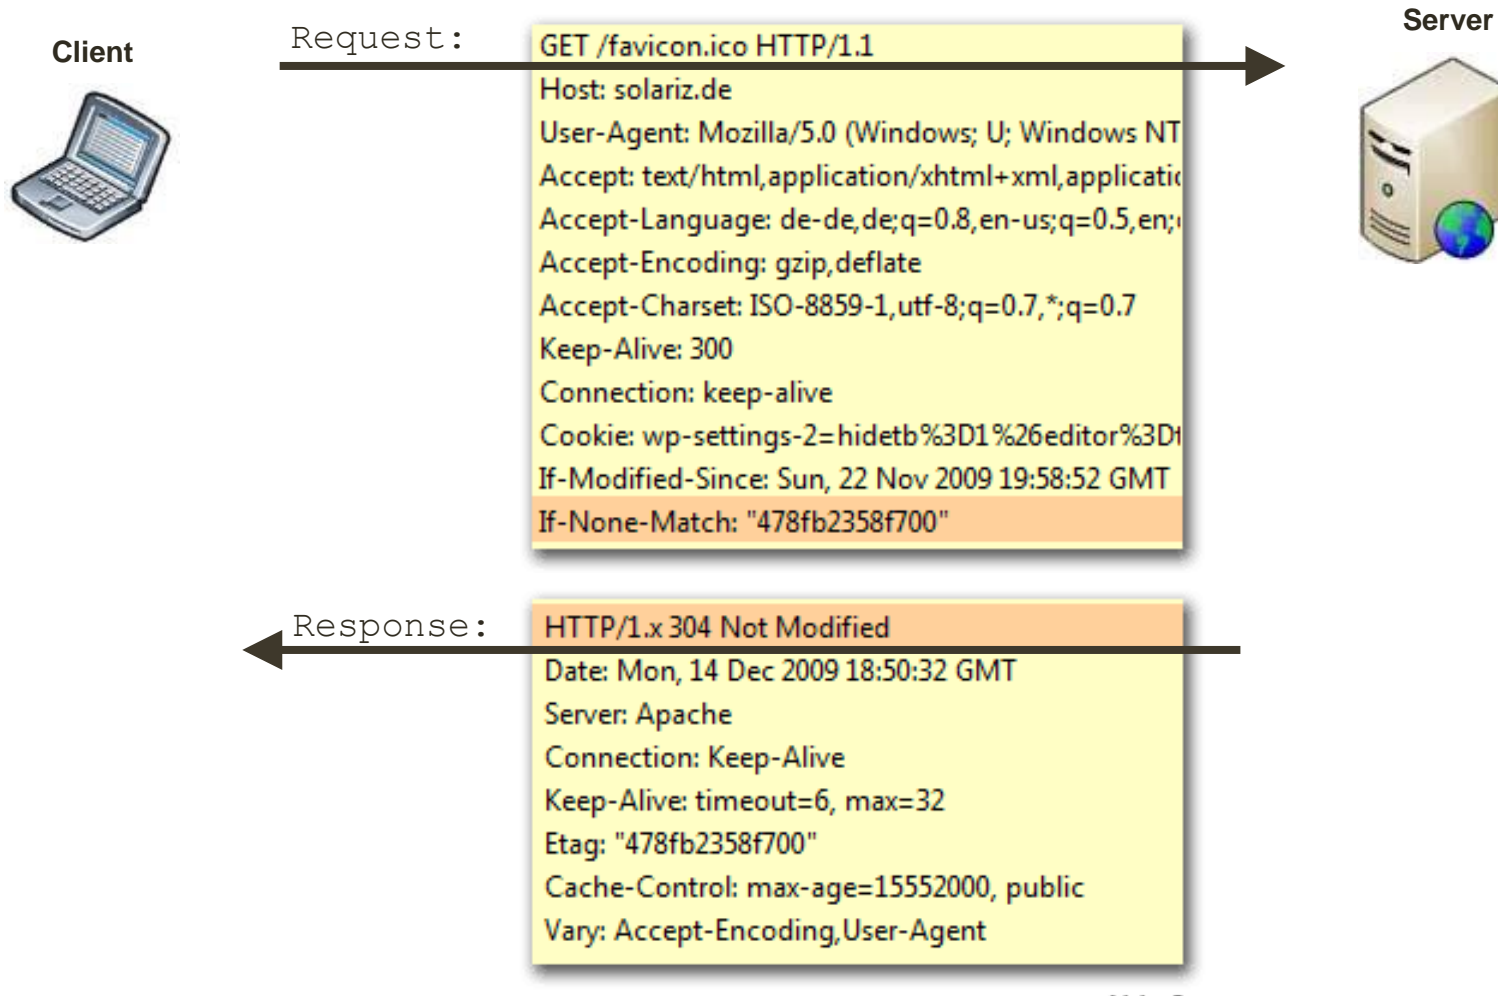 Client
Request:
Server
GET /favicon.ico HTTP/1.1
Host: solariz.de
User-Agent: Mozilla/5.0 (Windows; U; Windows NT
Accept: text/html,application/xhtml+xml,applicatic
Accept-Language: de-de,de;q=0.8,en-us;q=0.5,en;
Accept-Encoding: gzip,deflate
Accept-Charset: ISO-8859-1,utf-8;q=0.7,*;q=0.7
Keep-Alive: 300
Connection: keep-alive
Cookie: wp-settings-2=hidetb%3D1%26editor%3Dt
If-Modified-Since: Sun, 22 Nov 2009 19:58:52 GMT
If-None-Match: "478fb2358f700"
Response:
HTTP/1.x 304 Not Modified
Date: Mon, 14 Dec 2009 18:50:32 GMT
Server: Apache
Connection: Keep-Alive
Keep-Alive: timeout=6, max=32
Etag: "478fb2358f700"
Cache-Control: max-age=15552000, public
Vary: Accept-Encoding,User-Agent